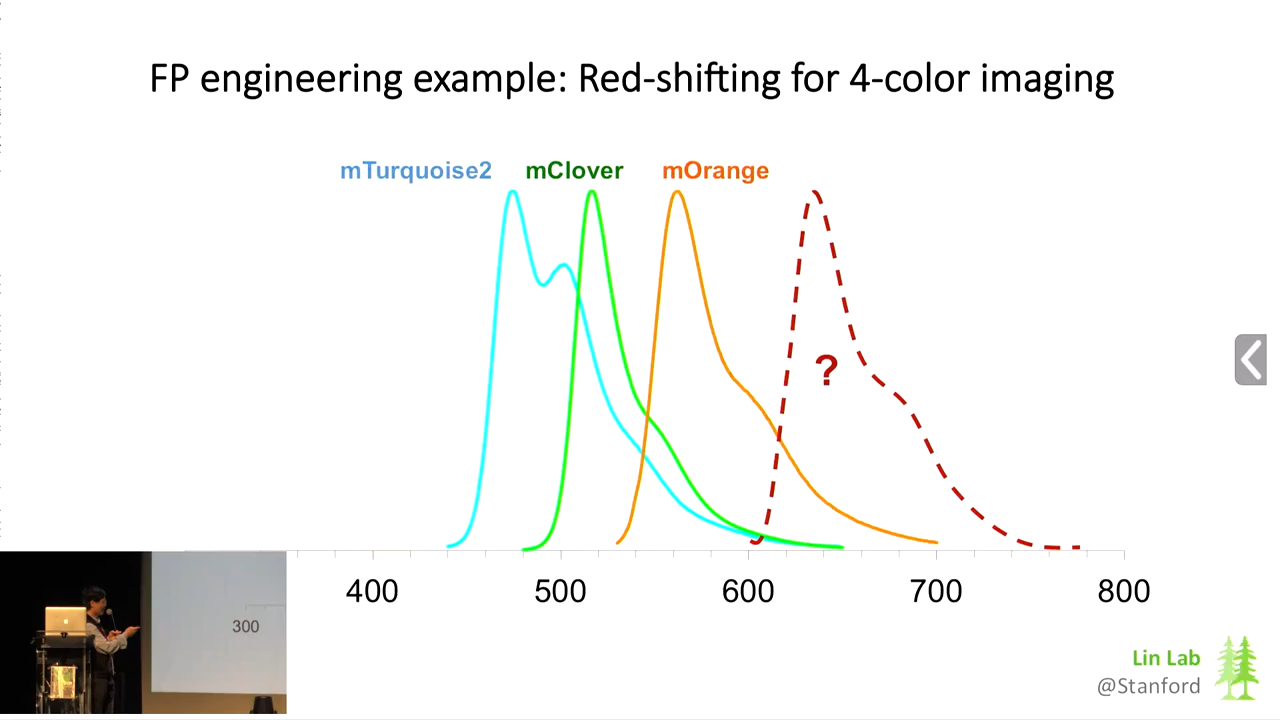 FP engineering example: Red-shifting for 4-color imaging
mTurquoise2 mClover mOrange
?
400 500 600 700 800
300
Lin Lab
@Stanford